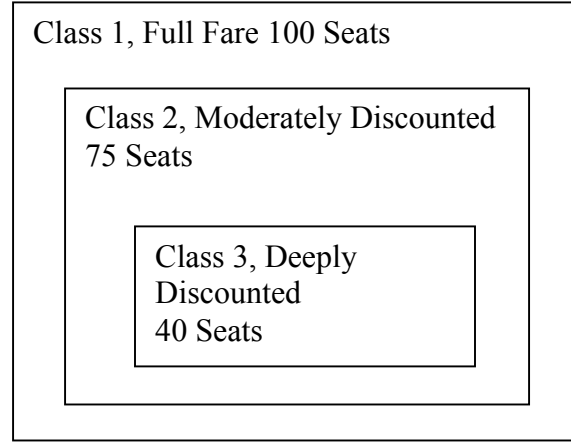 Class 1, Full Fare 100 Seats
Class 2, Moderately Discounted
75 Seats
Class 3, Deeply
Discounted
40 Seats